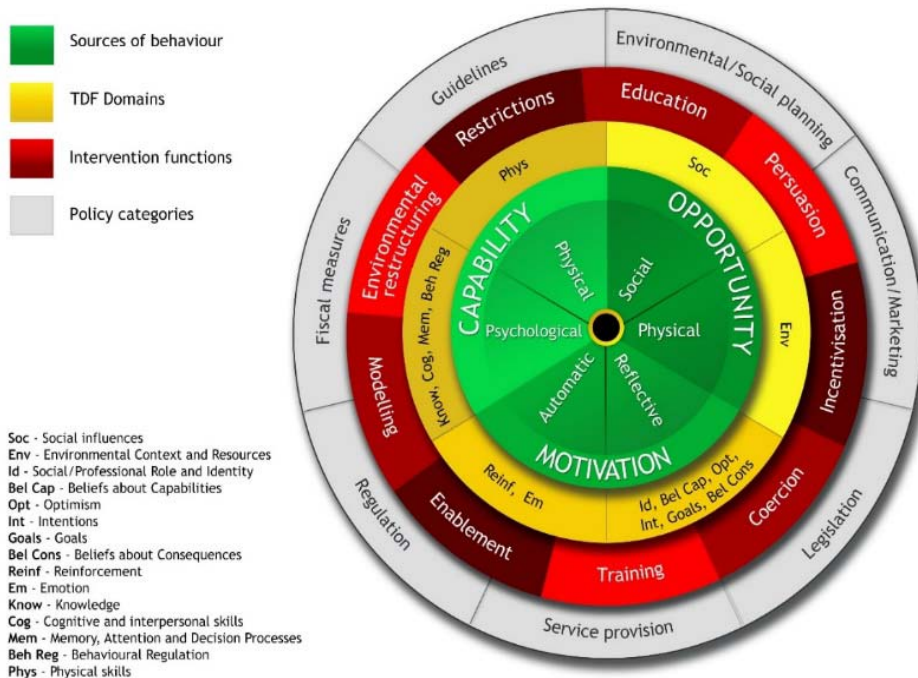 Sources of behaviour
TDF Domains
Intervention functions
Policy categories
Guidelines
Environmental/Social planning
Communication/Marketing
Legislation
Service provision
Regulation
Fiscal measures
Restrictions
Education
Persuasion
Incentivisation
Coercion
Training
Enablement
Modelling
Environmental
restructuring
Phys
Soc
Env
Id, Bel Cap, Opt,
Int, Goals, Bel Cons
Reinf, Em
Know, Cog, Mem, Beh Reg
CAPABILITY
OPPORTUNITY
MOTIVATION
Physical
Social
Physical
Reflective
Automatic
Psychological
Soc - Social influences
Env - Environmental Context and Resources
Id - Social/Professional Role and Identity
Bel Cap - Beliefs about Capabilities
Opt - Optimism
Int - Intentions
Goals - Goals
Bel Cons - Beliefs about Consequences
Reinf - Reinforcement
Em - Emotion
Know - Knowledge
Cog - Cognitive and interpersonal skills
Mem - Memory, Attention and Decision Processes
Beh Reg - Behavioural Regulation
Phys - Physical skills